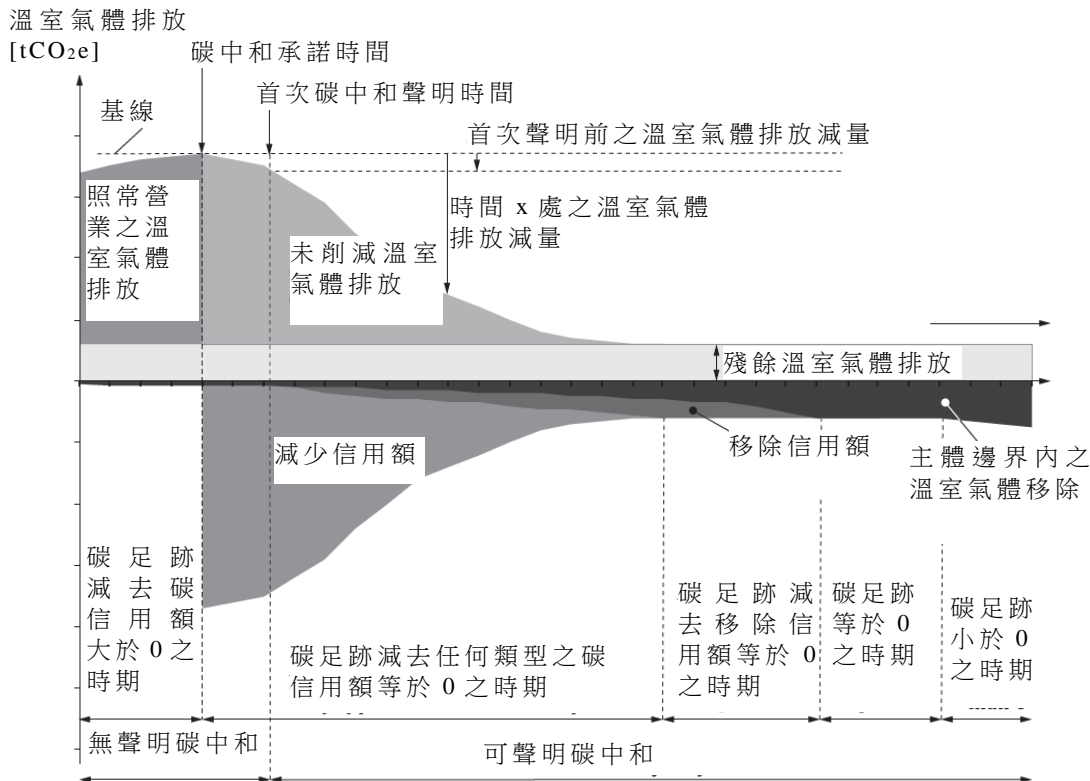 溫室氣體排放
[tCO₂e]
碳中和承諾時間
首次碳中和聲明時間
基線
首次聲明前之溫室氣體排放減量
照常營
業之溫
室氣體
排放
未削減溫室
氣體排放
時間 x 處之溫室氣體
排放減量
殘餘溫室氣體排放
減少信用額
移除信用額
主體邊界內之
溫室氣體移除
碳足跡
減去碳
信用額
大於 0 之
時期
碳足跡減去任何類型之碳
信用額等於 0 之時期
碳足跡減
去移除信
用額等於 0
之時期
碳足跡
等於 0
之時期
碳足跡
小於 0
之時期
無聲明碳中和
可聲明碳中和